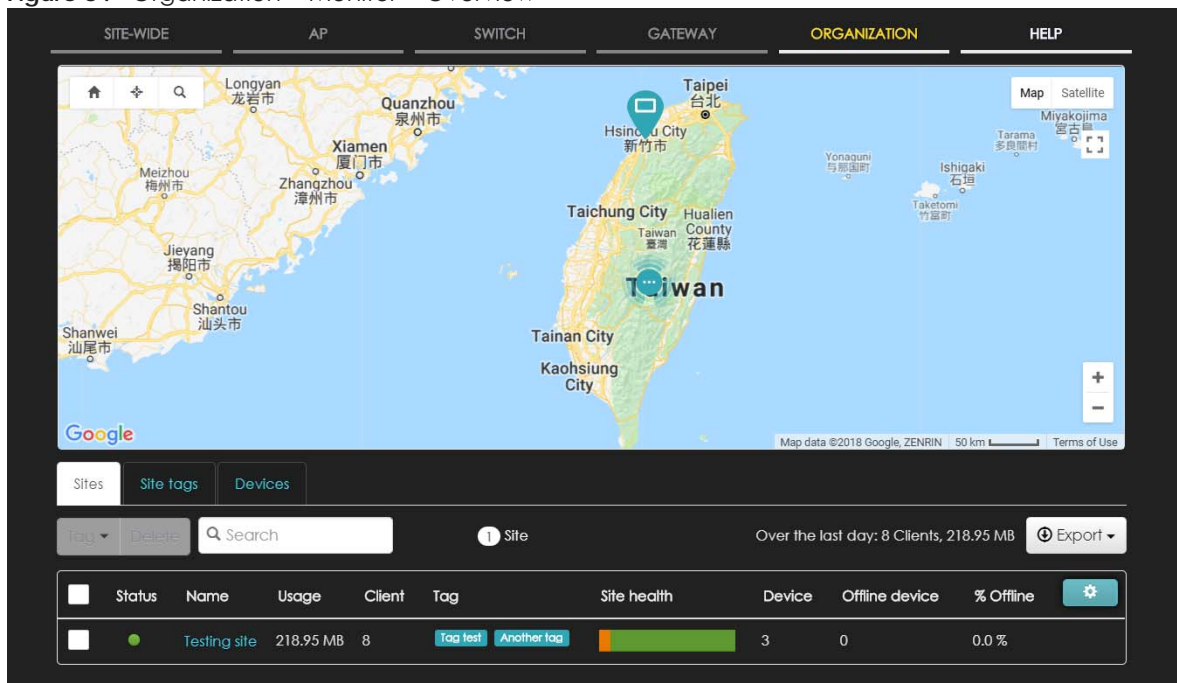 SITE-WIDE AP SWITCH GATEWAY ORGANIZATION HELP
Longyan
龙岩市
Quanzhou
泉州市
Taipei
台北
Map Satellite
Miyakojima
宮古島
Hsinchu City
新竹市
Tarama
多良間村
Xiamen
厦门市
Yonaguni
与那国町
Ishigaki
石垣
Meizhou
梅州市
Zhangzhou
漳州市
Taketomi
竹富町
Taichung City
Hualien
County
花蓮縣
Taiwan
臺灣
Jieyang
揭阳市
Taiwan
Shantou
汕头市
Shanwei
汕尾市
Tainan City
Kaohsiung
City
+
−
Google
Map data ©2018 Google, ZENRIN 50 km Terms of Use
Sites Site tags Devices
Tag Delete Search 1 Site Over the last day: 8 Clients, 218.95 MB Export
Status Name Usage Client Tag Site health Device Offline device % Offline
Testing site 218.95 MB 8 Tag test Another tag 3 0 0.0 %